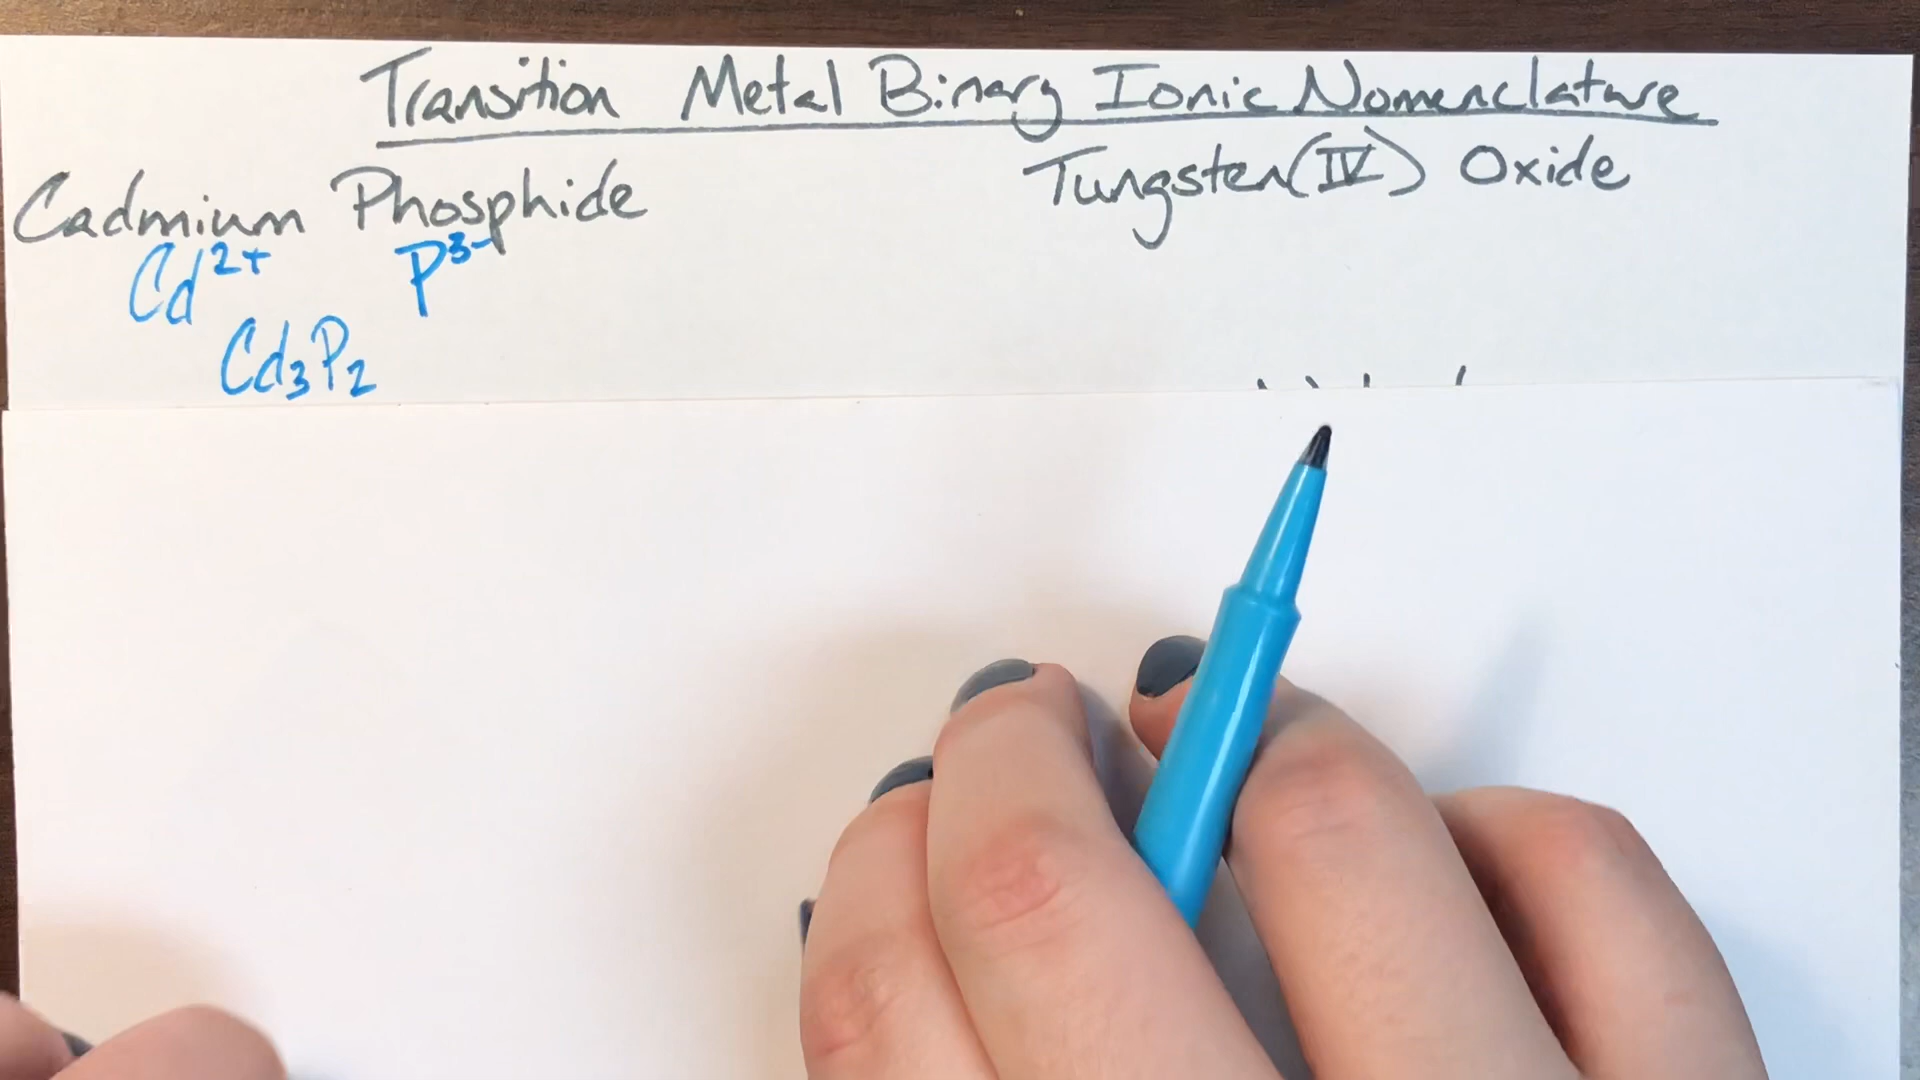 Transition Metal Binary Ionic Nomenclature
Cadmium Phosphide
Tungsten(IV) Oxide
Cd²⁺ P³⁻
Cd₃P₂